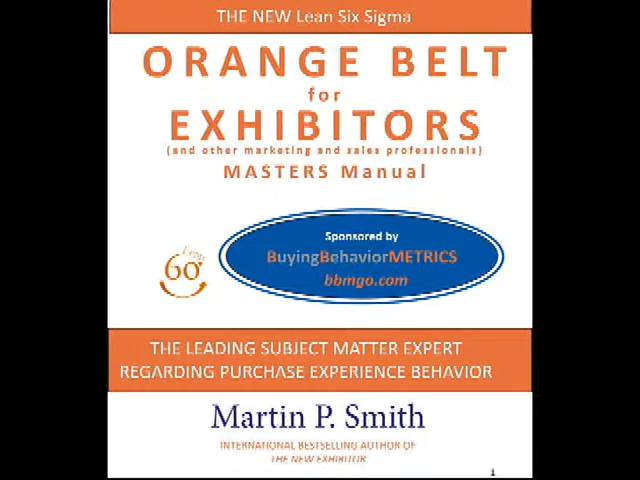 THE NEW Lean Six Sigma
ORANGE BELT
for
EXHIBITORS
(and other marketing and sales professionals)
MASTERS Manual
Sponsored by
BuyingBehaviorMETRICS
bbmgo.com
Lean
60
THE LEADING SUBJECT MATTER EXPERT
REGARDING PURCHASE EXPERIENCE BEHAVIOR
Martin P. Smith
INTERNATIONAL BESTSELLING AUTHOR OF
THE NEW EXHIBITOR
1